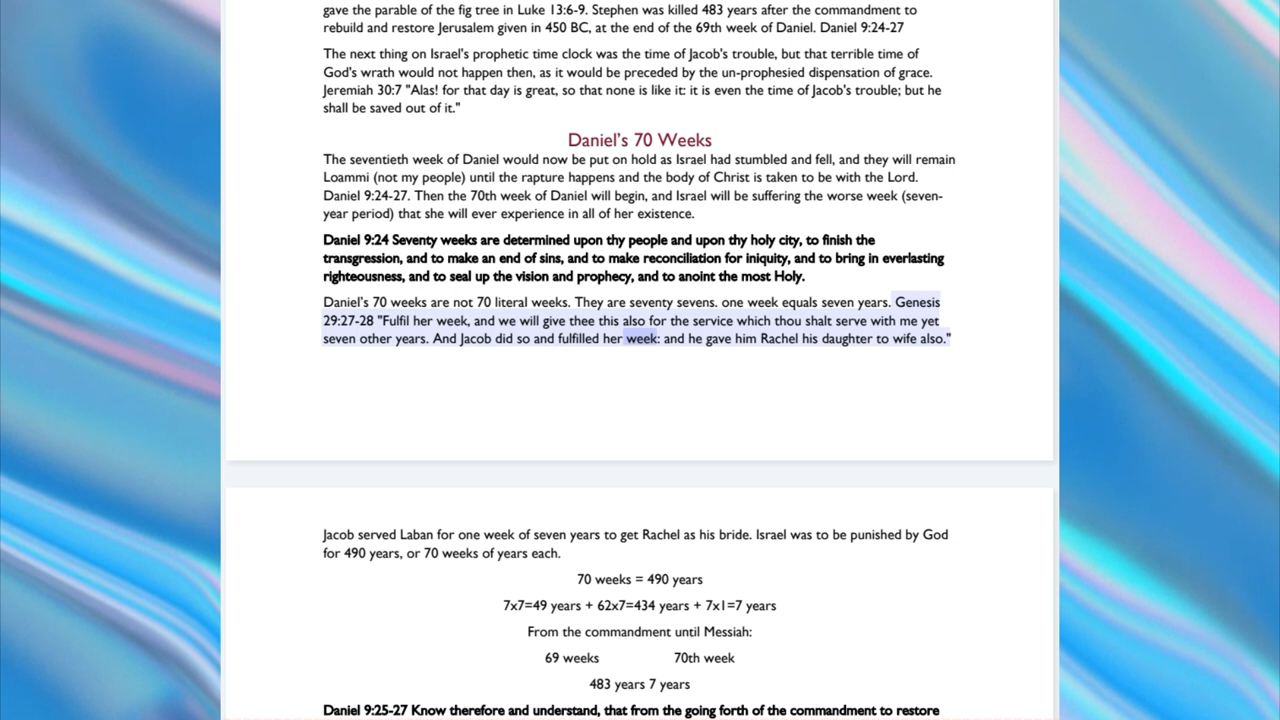 gave the parable of the fig tree in Luke 13:6-9. Stephen was killed 483 years after the commandment to
rebuild and restore Jerusalem given in 450 BC, at the end of the 69th week of Daniel. Daniel 9:24-27
The next thing on Israel's prophetic time clock was the time of Jacob's trouble, but that terrible time of
God's wrath would not happen then, as it would be preceded by the un-prophesied dispensation of grace.
Jeremiah 30:7 "Alas! for that day is great, so that none is like it: it is even the time of Jacob's trouble; but he
shall be saved out of it."
Daniel's 70 Weeks
The seventieth week of Daniel would now be put on hold as Israel had stumbled and fell, and they will remain
Loammi (not my people) until the rapture happens and the body of Christ is taken to be with the Lord.
Daniel 9:24-27. Then the 70th week of Daniel will begin, and Israel will be suffering the worse week (seven-
year period) that she will ever experience in all of her existence.
Daniel 9:24 Seventy weeks are determined upon thy people and upon thy holy city, to finish the
transgression, and to make an end of sins, and to make reconciliation for iniquity, and to bring in everlasting
righteousness, and to seal up the vision and prophecy, and to anoint the most Holy.
Daniel's 70 weeks are not 70 literal weeks. They are seventy sevens. one week equals seven years. Genesis
29:27-28 "Fulfil her week, and we will give thee this also for the service which thou shalt serve with me yet
seven other years. And Jacob did so and fulfilled her week: and he gave him Rachel his daughter to wife also."
Jacob served Laban for one week of seven years to get Rachel as his bride. Israel was to be punished by God
for 490 years, or 70 weeks of years each.
70 weeks = 490 years
7x7=49 years + 62x7=434 years + 7x1=7 years
From the commandment until Messiah:
69 weeks 70th week
483 years 7 years
Daniel 9:25-27 Know therefore and understand, that from the going forth of the commandment to restore